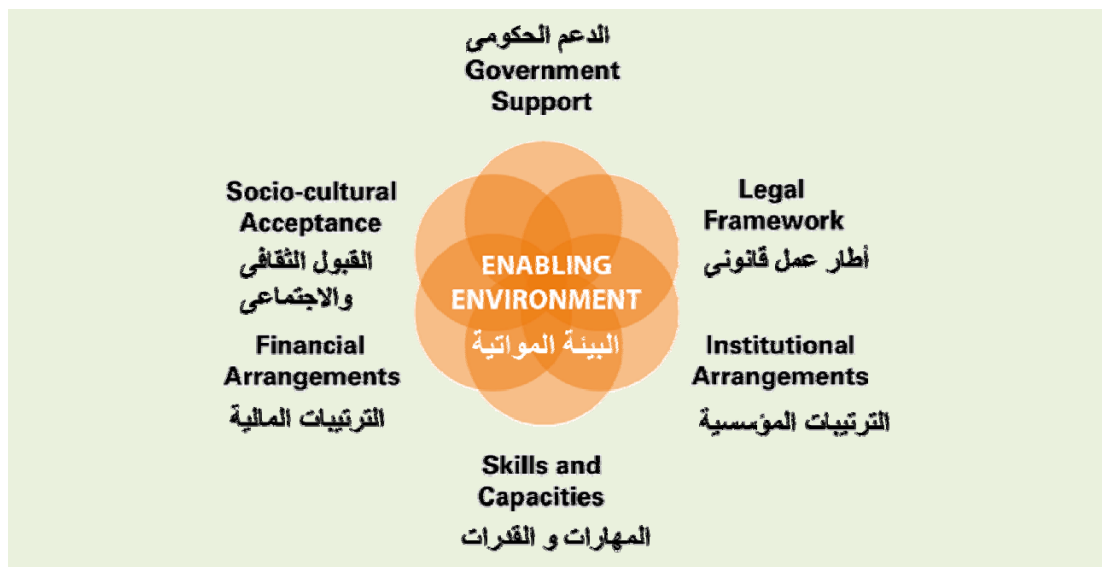 الدعم الحكومى
Government
Support
Socio-cultural
Acceptance
القبول الثقافى
والاجتماعى
Legal
Framework
أطار عمل قانونى
ENABLING
ENVIRONMENT
البيئة المواتية
Financial
Arrangements
الترتيبات المالية
Institutional
Arrangements
الترتيبات المؤسسية
Skills and
Capacities
المهارات و القدرات